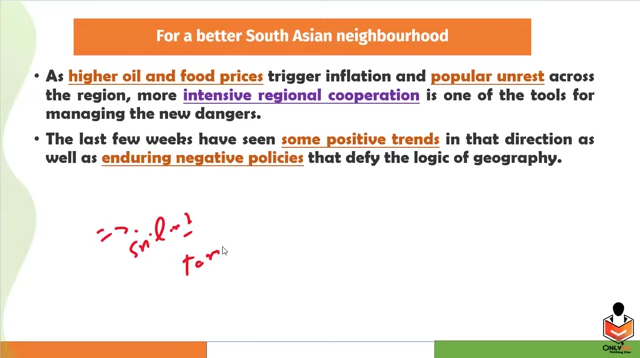 For a better South Asian neighbourhood
As higher oil and food prices trigger inflation and popular unrest across
the region, more intensive regional cooperation is one of the tools for
managing the new dangers.
The last few weeks have seen some positive trends in that direction as
well as enduring negative policies that defy the logic of geography.